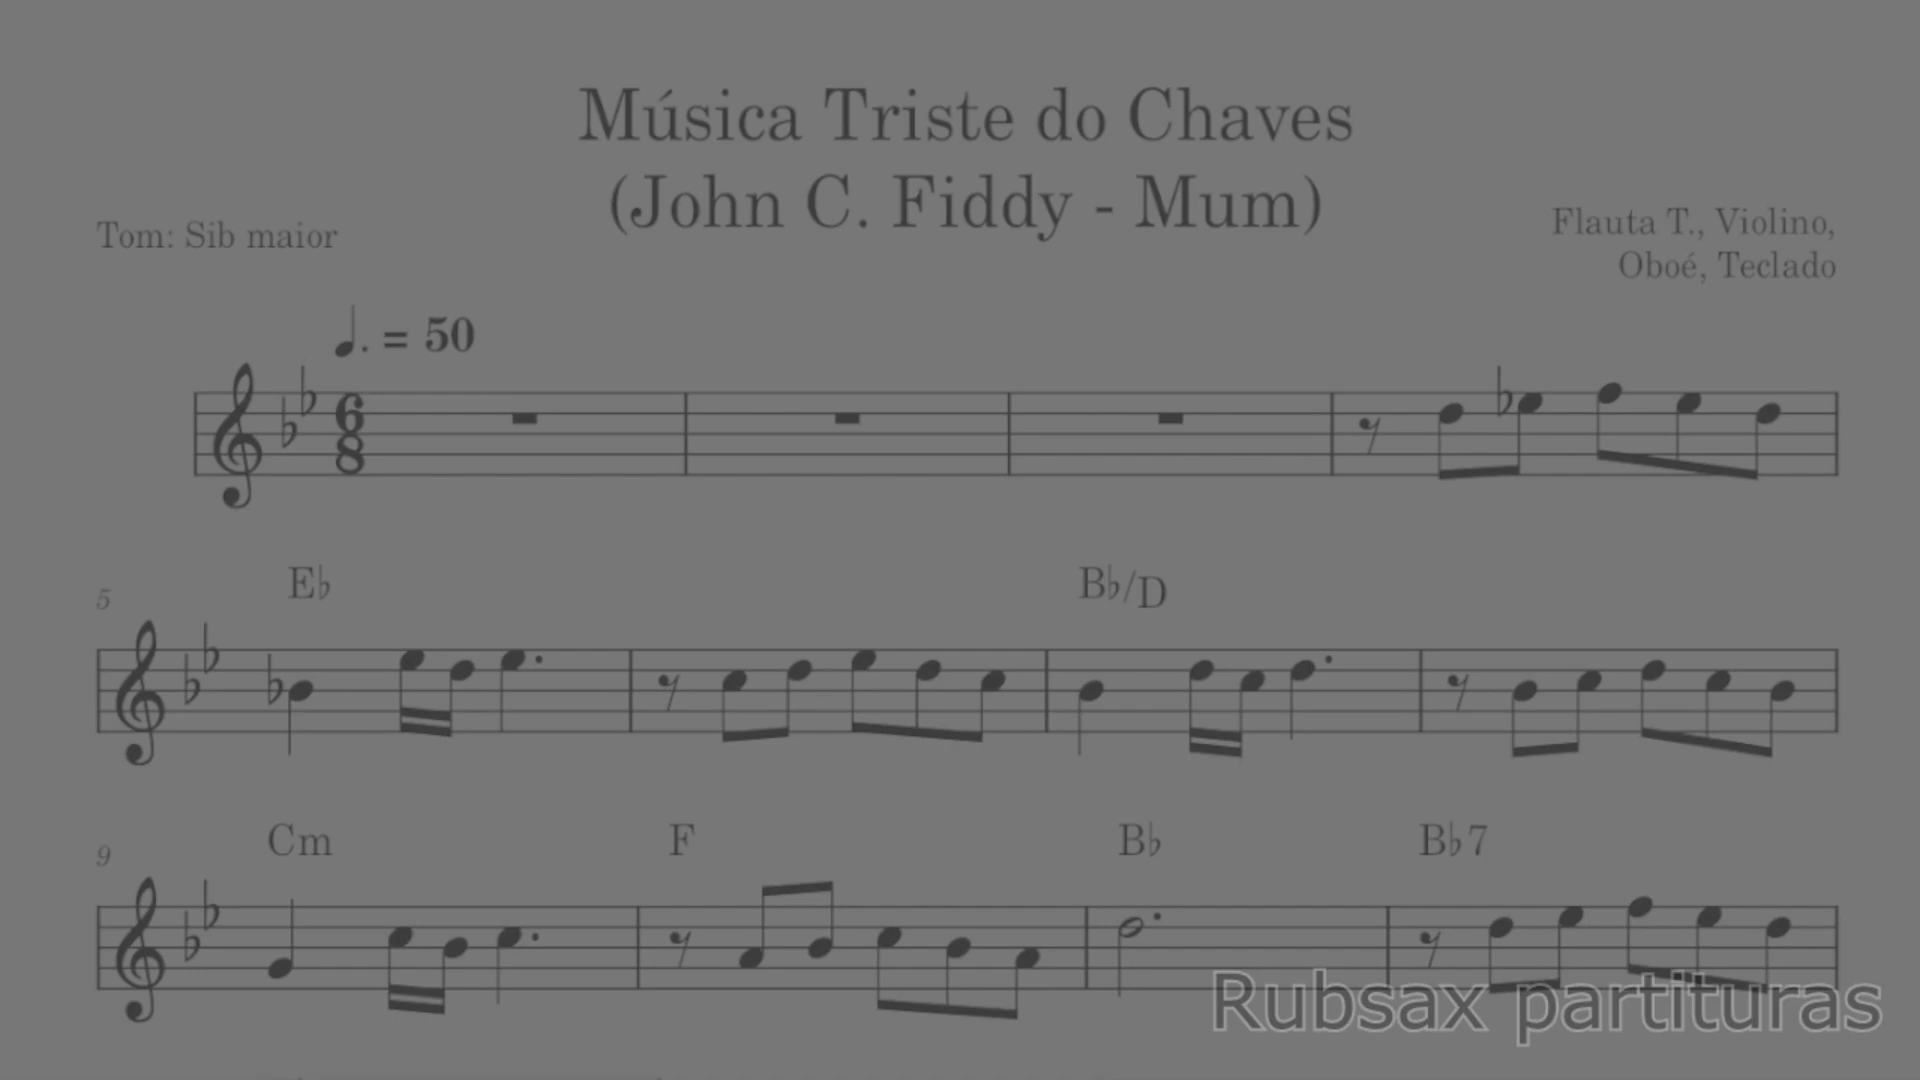 Música Triste do Chaves
(John C. Fiddy - Mum)
Tom: Sib maior
Flauta T., Violino,
Oboé, Teclado
♩. = 50
6
8
E♭ B♭/D
5
Cm F B♭ B♭7
9
Rubsax partituras